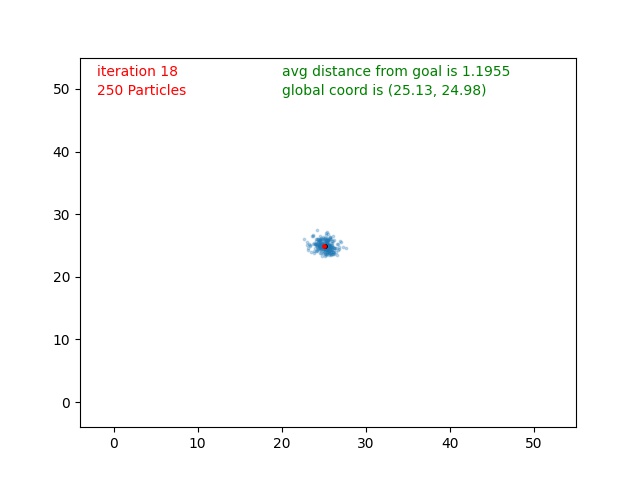 iteration 18
avg distance from goal is 1.1955
250 Particles
global coord is (25.13, 24.98)
50
40
30
20
10
0
0 10 20 30 40 50